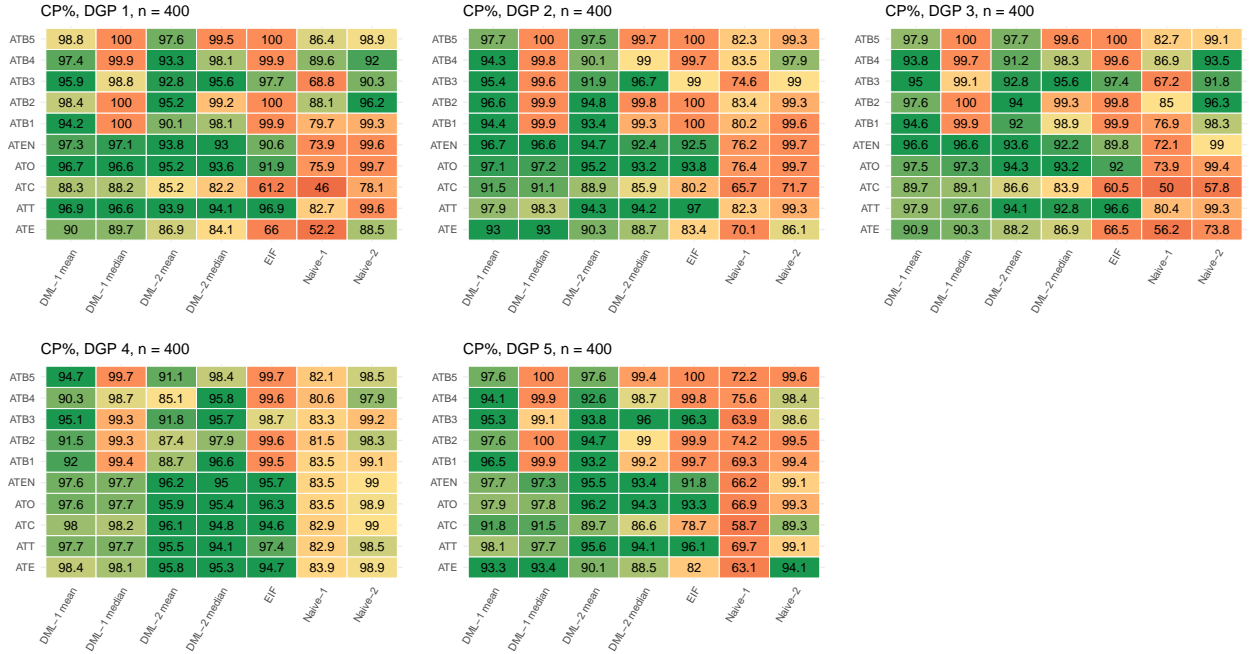 CP%, DGP 1, n = 400
ATB5 98.8 100 97.6 99.5 100 86.4 98.9
ATB4 97.4 99.9 93.3 98.1 99.9 89.6 92
ATB3 95.9 98.8 92.8 95.6 97.7 68.8 90.3
ATB2 98.4 100 95.2 99.2 100 88.1 96.2
ATB1 94.2 100 90.1 98.1 99.9 79.7 99.3
ATEN 97.3 97.1 93.8 93 90.6 73.9 99.6
ATO 96.7 96.6 95.2 93.6 91.9 75.9 99.7
ATC 88.3 88.2 85.2 82.2 61.2 46 78.1
ATT 96.9 96.6 93.9 94.1 96.9 82.7 99.6
ATE 90 89.7 86.9 84.1 66 52.2 88.5
DML−1 mean DML−1 median DML−2 mean DML−2 median EIF Naive−1 Naive−2
CP%, DGP 2, n = 400
ATB5 97.7 100 97.5 99.7 100 82.3 99.3
ATB4 94.3 99.8 90.1 99 99.7 83.5 97.9
ATB3 95.4 99.6 91.9 96.7 99 74.6 99
ATB2 96.6 99.9 94.8 99.8 100 83.4 99.3
ATB1 94.4 99.9 93.4 99.3 100 80.2 99.6
ATEN 96.7 96.6 94.7 92.4 92.5 76.2 99.7
ATO 97.1 97.2 95.2 93.2 93.8 76.4 99.7
ATC 91.5 91.1 88.9 85.9 80.2 65.7 71.7
ATT 97.9 98.3 94.3 94.2 97 82.3 99.3
ATE 93 93 90.3 88.7 83.4 70.1 86.1
DML−1 mean DML−1 median DML−2 mean DML−2 median EIF Naive−1 Naive−2
CP%, DGP 3, n = 400
ATB5 97.9 100 97.7 99.6 100 82.7 99.1
ATB4 93.8 99.7 91.2 98.3 99.6 86.9 93.5
ATB3 95 99.1 92.8 95.6 97.4 67.2 91.8
ATB2 97.6 100 94 99.3 99.8 85 96.3
ATB1 94.6 99.9 92 98.9 99.9 76.9 98.3
ATEN 96.6 96.6 93.6 92.2 89.8 72.1 99
ATO 97.5 97.3 94.3 93.2 92 73.9 99.4
ATC 89.7 89.1 86.6 83.9 60.5 50 57.8
ATT 97.9 97.6 94.1 92.8 96.6 80.4 99.3
ATE 90.9 90.3 88.2 86.9 66.5 56.2 73.8
DML−1 mean DML−1 median DML−2 mean DML−2 median EIF Naive−1 Naive−2
CP%, DGP 4, n = 400
ATB5 94.7 99.7 91.1 98.4 99.7 82.1 98.5
ATB4 90.3 98.7 85.1 95.8 99.6 80.6 97.9
ATB3 95.1 99.3 91.8 95.7 98.7 83.3 99.2
ATB2 91.5 99.3 87.4 97.9 99.6 81.5 98.3
ATB1 92 99.4 88.7 96.6 99.5 83.5 99.1
ATEN 97.6 97.7 96.2 95 95.7 83.5 99
ATO 97.6 97.7 95.9 95.4 96.3 83.5 98.9
ATC 98 98.2 96.1 94.8 94.6 82.9 99
ATT 97.7 97.7 95.5 94.1 97.4 82.9 98.5
ATE 98.4 98.1 95.8 95.3 94.7 83.9 98.9
DML−1 mean DML−1 median DML−2 mean DML−2 median EIF Naive−1 Naive−2
CP%, DGP 5, n = 400
ATB5 97.6 100 97.6 99.4 100 72.2 99.6
ATB4 94.1 99.9 92.6 98.7 99.8 75.6 98.4
ATB3 95.3 99.1 93.8 96 96.3 63.9 98.6
ATB2 97.6 100 94.7 99 99.9 74.2 99.5
ATB1 96.5 99.9 93.2 99.2 99.7 69.3 99.4
ATEN 97.7 97.3 95.5 93.4 91.8 66.2 99.1
ATO 97.9 97.8 96.2 94.3 93.3 66.9 99.3
ATC 91.8 91.5 89.7 86.6 78.7 58.7 89.3
ATT 98.1 97.7 95.6 94.1 96.1 69.7 99.1
ATE 93.3 93.4 90.1 88.5 82 63.1 94.1
DML−1 mean DML−1 median DML−2 mean DML−2 median EIF Naive−1 Naive−2